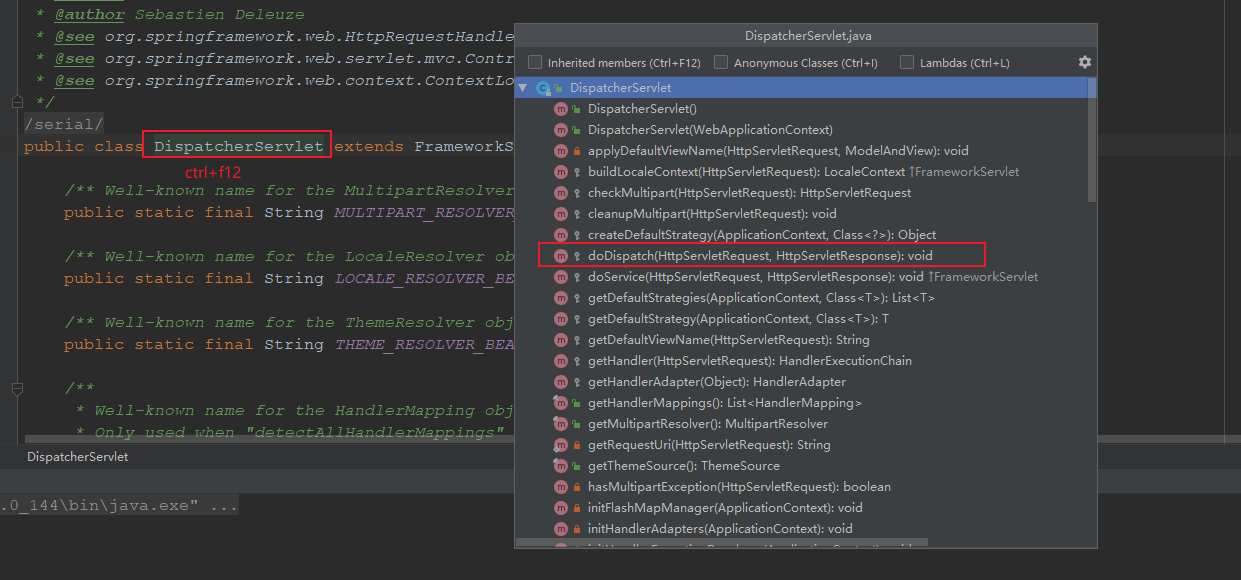 * @author Sebastien Deleuze
* @see org.springframework.web.HttpRequestHandle
* @see org.springframework.web.servlet.mvc.Contr
* @see org.springframework.web.context.ContextLo
*/
/serial/
public class DispatcherServlet extends FrameworkS
ctrl+f12
/** Well-known name for the MultipartResolver
public static final String MULTIPART_RESOLVER_
/** Well-known name for the LocaleResolver ob
public static final String LOCALE_RESOLVER_BE
/** Well-known name for the ThemeResolver obj
public static final String THEME_RESOLVER_BEA
/**
* Well-known name for the HandlerMapping obj
* Only used when "detectAllHandlerMappings"
DispatcherServlet
.0_144\bin\java.exe" ...
DispatcherServlet.java
Inherited members (Ctrl+F12) Anonymous Classes (Ctrl+I) Lambdas (Ctrl+L)
DispatcherServlet
DispatcherServlet()
DispatcherServlet(WebApplicationContext)
applyDefaultViewName(HttpServletRequest, ModelAndView): void
buildLocaleContext(HttpServletRequest): LocaleContext ↑FrameworkServlet
checkMultipart(HttpServletRequest): HttpServletRequest
cleanupMultipart(HttpServletRequest): void
createDefaultStrategy(ApplicationContext, Class<?>): Object
doDispatch(HttpServletRequest, HttpServletResponse): void
doService(HttpServletRequest, HttpServletResponse): void ↑FrameworkServlet
getDefaultStrategies(ApplicationContext, Class<T>): List<T>
getDefaultStrategy(ApplicationContext, Class<T>): T
getDefaultViewName(HttpServletRequest): String
getHandler(HttpServletRequest): HandlerExecutionChain
getHandlerAdapter(Object): HandlerAdapter
getHandlerMappings(): List<HandlerMapping>
getMultipartResolver(): MultipartResolver
getRequestUri(HttpServletRequest): String
getThemeSource(): ThemeSource
hasMultipartException(HttpServletRequest): boolean
initFlashMapManager(ApplicationContext): void
initHandlerAdapters(ApplicationContext): void